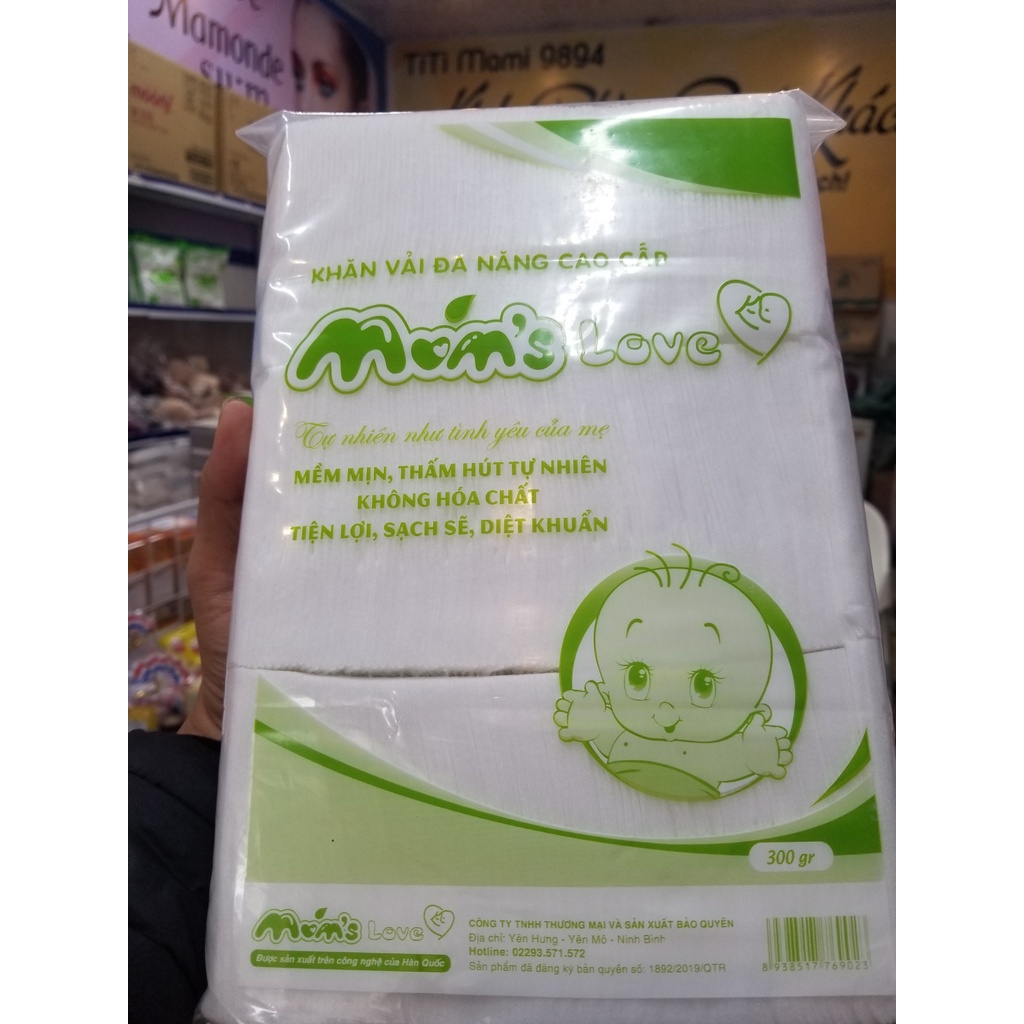 Mamonde
TiTi Mami 9894
KHĂN VẢI ĐA NĂNG CAO CẤP
Mom's Love
Tự nhiên như tình yêu của mẹ
MỀM MỊN, THẤM HÚT TỰ NHIÊN
KHÔNG HÓA CHẤT
TIỆN LỢI, SẠCH SẼ, DIỆT KHUẨN
300 gr
Mom's Love
Được sản xuất trên công nghệ của Hàn Quốc
CÔNG TY TNHH THƯƠNG MẠI VÀ SẢN XUẤT BẢO QUYÊN
Địa chỉ: Yên Hưng - Yên Mô - Ninh Bình
Hotline: 02293.571.572
Sản phẩm đã đăng ký bản quyền số: 1892/2019/QTR
8 938517 769023